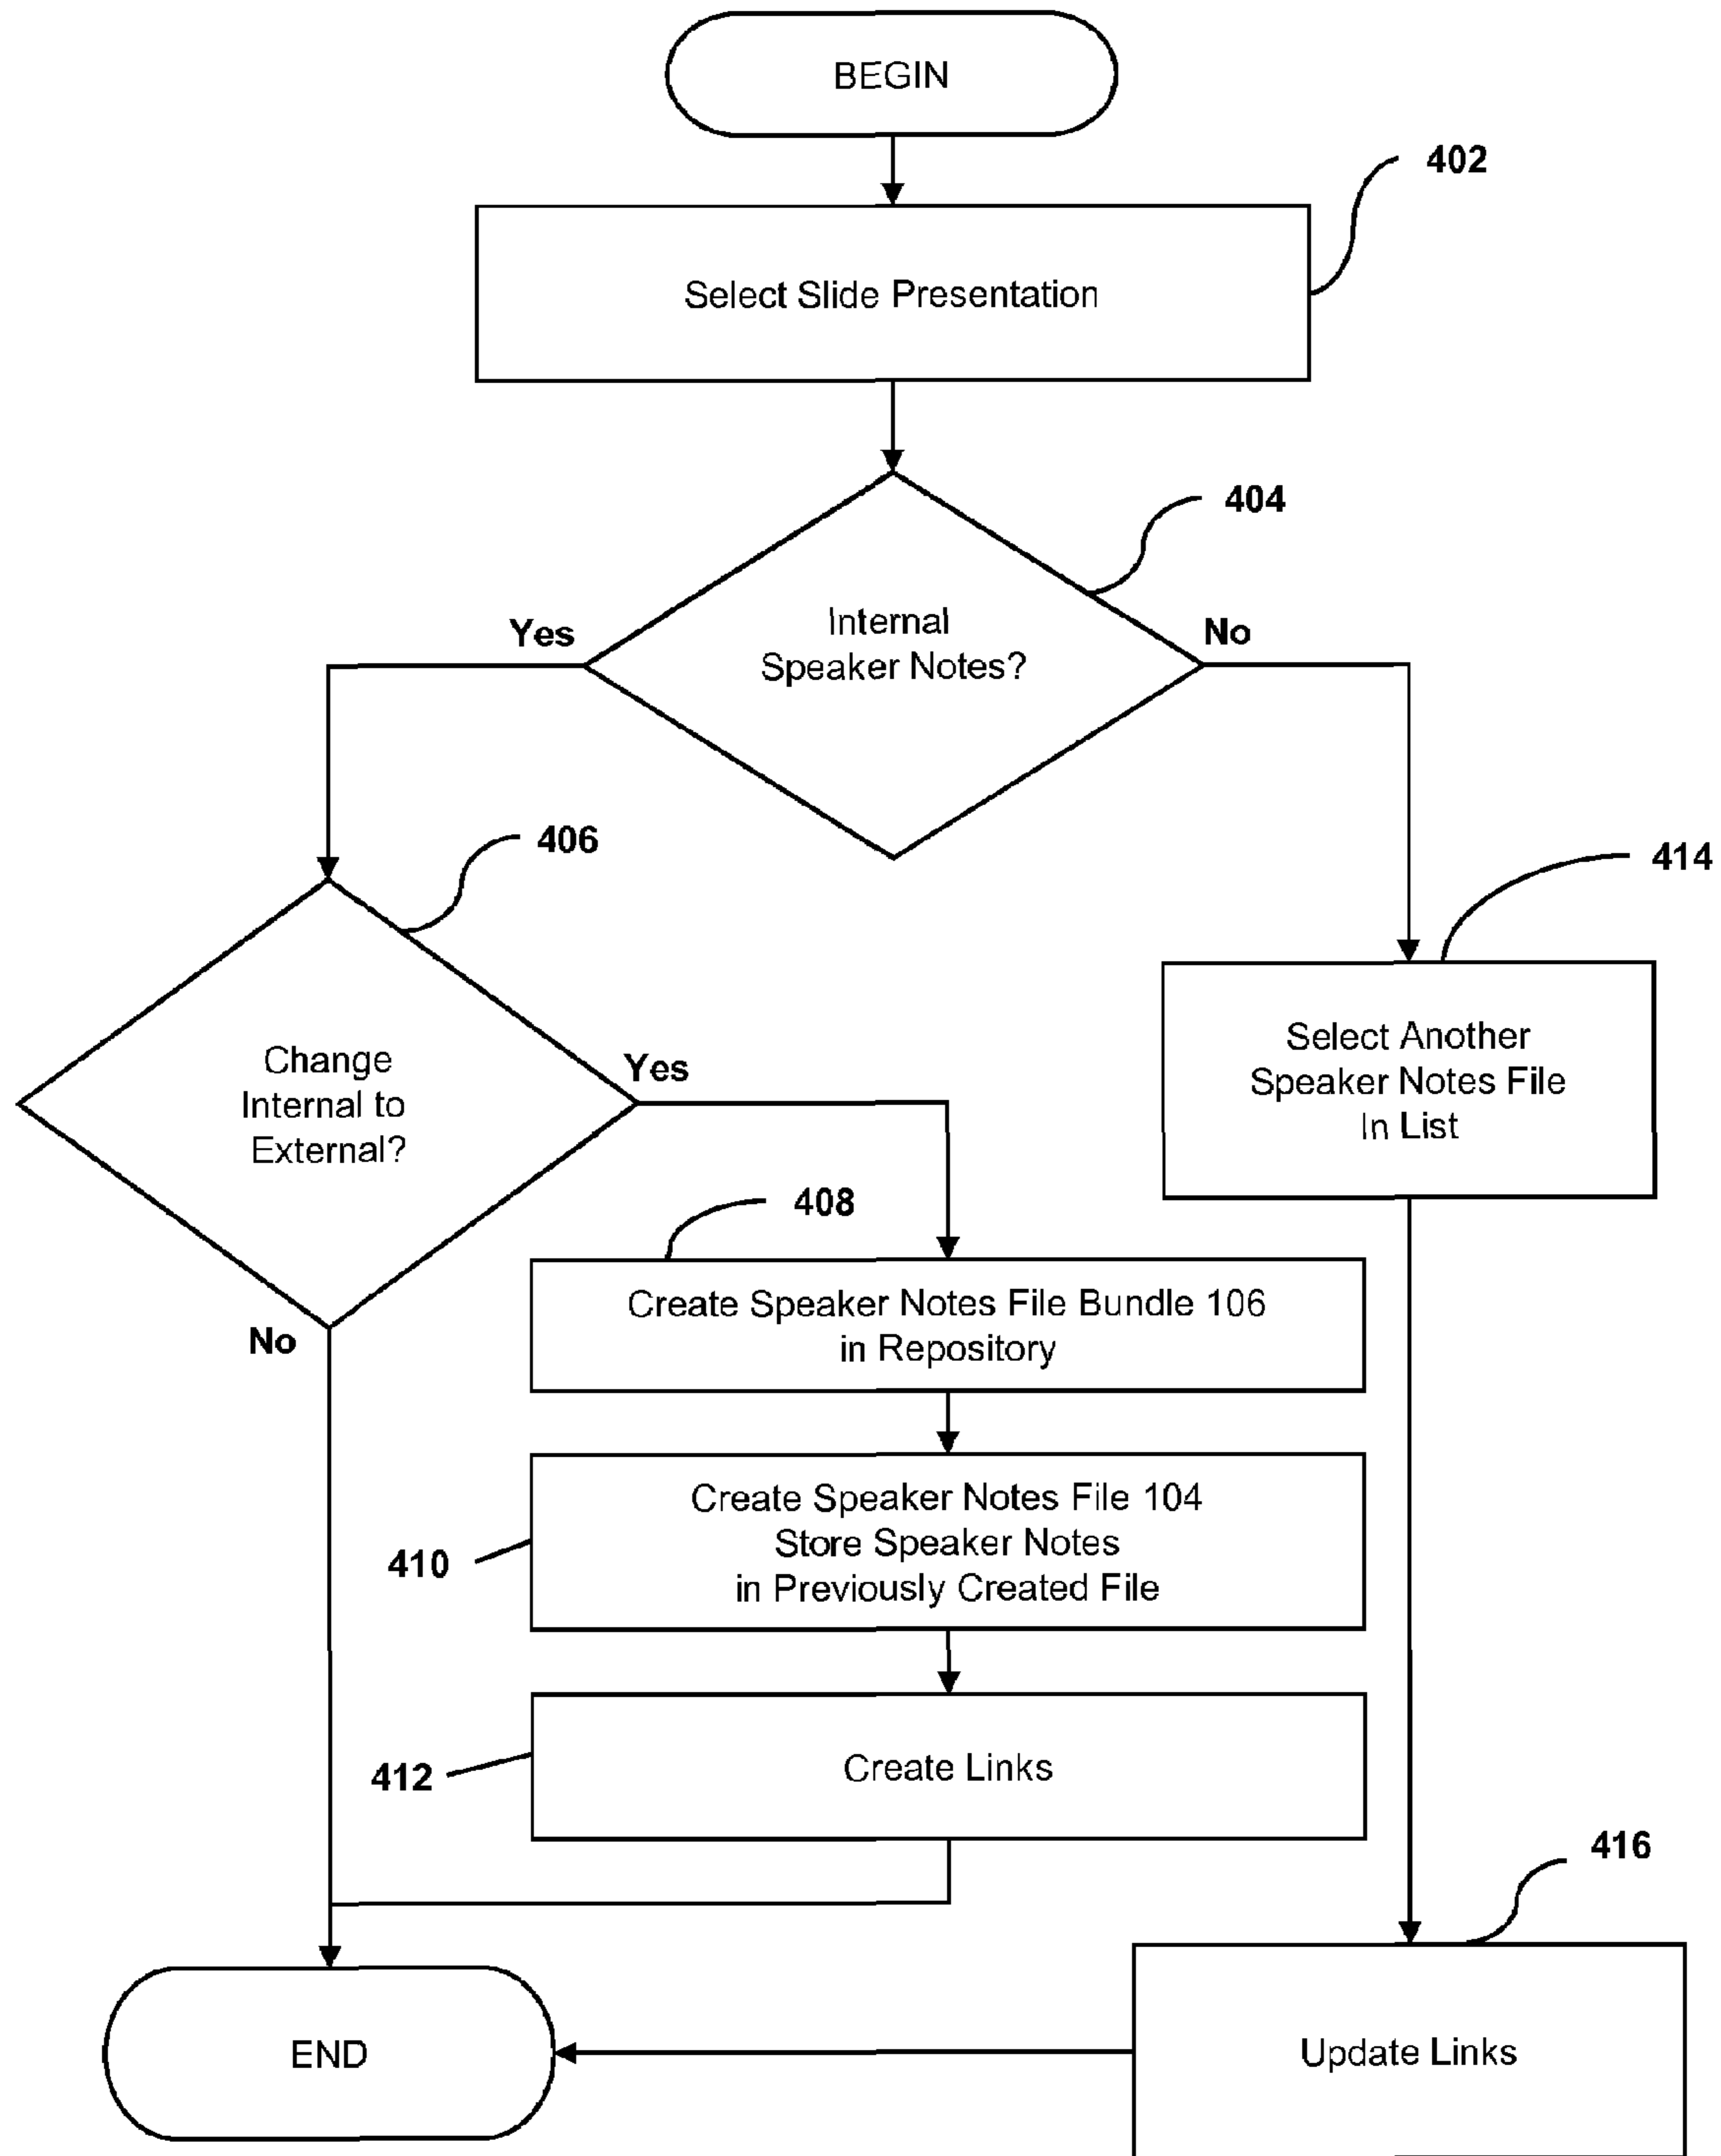 BEGIN
402
Select Slide Presentation
404
Internal
Speaker Notes?
Yes
No
406
414
Change
Internal to
External?
Yes
No
Select Another
Speaker Notes File
In List
408
Create Speaker Notes File Bundle 106
in Repository
410
Create Speaker Notes File 104
Store Speaker Notes
in Previously Created File
412
Create Links
416
END
Update Links